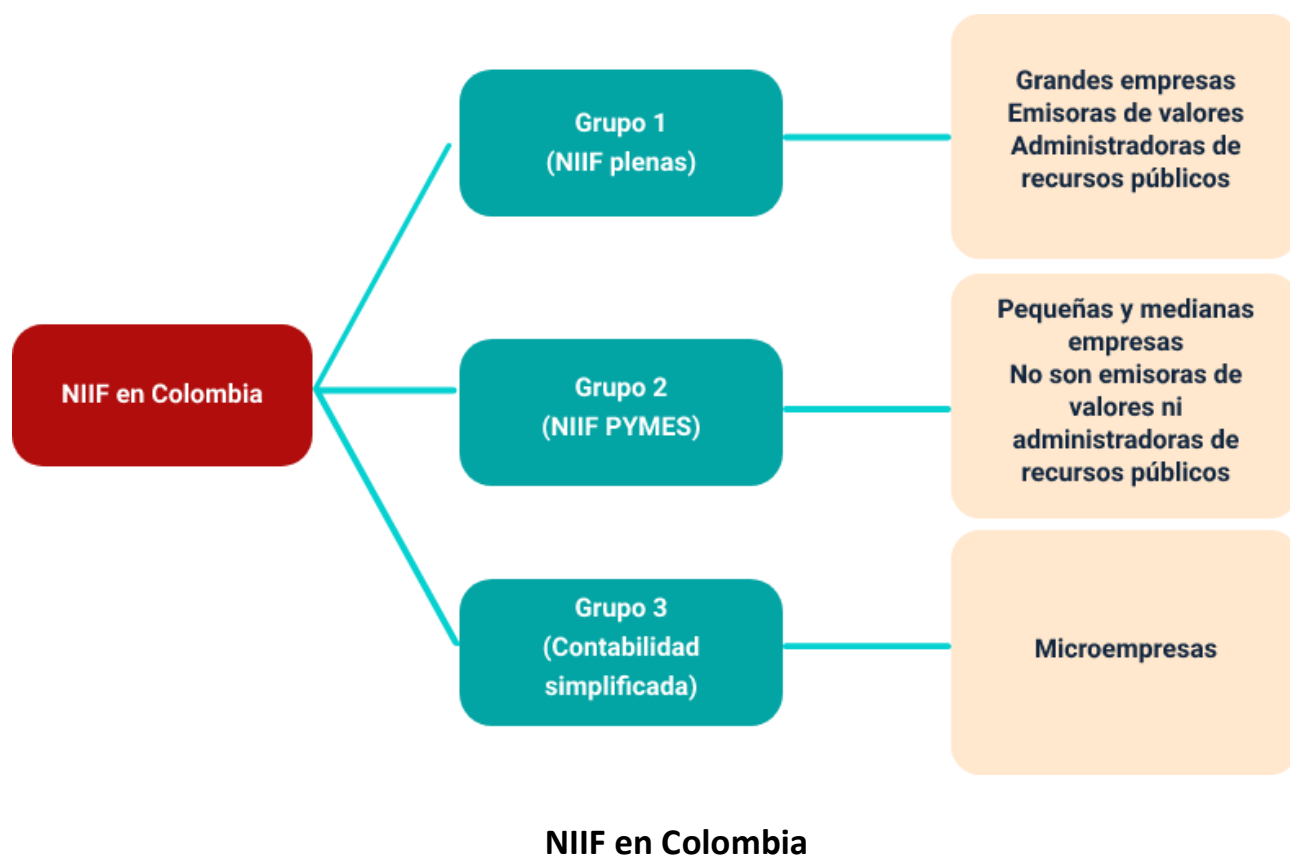 NIIF en Colombia
Grupo 1
(NIIF plenas)
Grandes empresas
Emisoras de valores
Administradoras de
recursos públicos
Grupo 2
(NIIF PYMES)
Pequeñas y medianas
empresas
No son emisoras de
valores ni
administradoras de
recursos públicos
Grupo 3
(Contabilidad
simplificada)
Microempresas
NIIF en Colombia